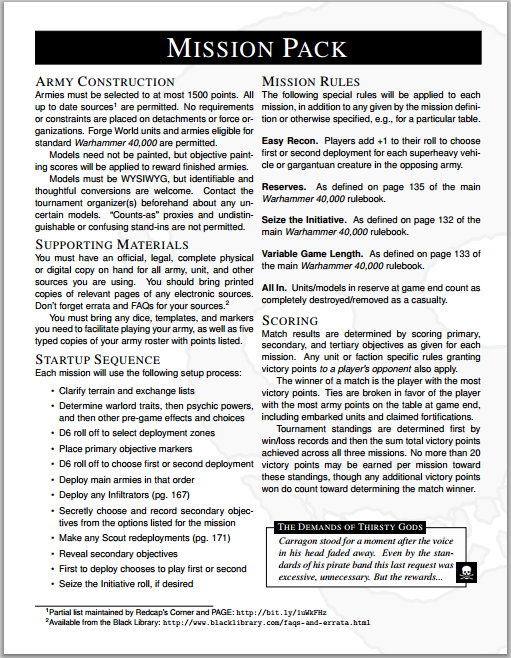 MISSION PACK
ARMY CONSTRUCTION
Armies must be selected to at most 1500 points. All
up to date sources¹ are permitted. No requirements
or constraints are placed on detachments or force or-
ganizations. Forge World units and armies eligible for
standard Warhammer 40,000 are permitted.
Models need not be painted, but objective paint-
ing scores will be applied to reward finished armies.
Models must be WYSIWYG, but identifiable and
thoughtful conversions are welcome. Contact the
tournament organizer(s) beforehand about any un-
certain models. "Counts-as" proxies and undistin-
guishable or confusing stand-ins are not permitted.
SUPPORTING MATERIALS
You must have an official, legal, complete physical
or digital copy on hand for all army, unit, and other
sources you are using. You should bring printed
copies of relevant pages of any electronic sources.
Don't forget errata and FAQs for your sources.²
You must bring any dice, templates, and markers
you need to facilitate playing your army, as well as five
typed copies of your army roster with points listed.
STARTUP SEQUENCE
Each mission will use the following setup process:
• Clarify terrain and exchange lists
• Determine warlord traits, then psychic powers,
and then other pre-game effects and choices
• D6 roll off to select deployment zones
• Place primary objective markers
• D6 roll off to choose first or second deployment
• Deploy main armies in that order
• Deploy any Infiltrators (pg. 167)
• Secretly choose and record secondary objec-
tives from the options listed for the mission
• Make any Scout redeployments (pg. 171)
• Reveal secondary objectives
• First to deploy chooses to play first or second
• Seize the Initiative roll, if desired
MISSION RULES
The following special rules will be applied to each
mission, in addition to any given by the mission defini-
tion or otherwise specified, e.g., for a particular table.
Easy Recon. Players add +1 to their roll to choose
first or second deployment for each superheavy vehi-
cle or gargantuan creature in the opposing army.
Reserves. As defined on page 135 of the main
Warhammer 40,000 rulebook.
Seize the Initiative. As defined on page 132 of the
main Warhammer 40,000 rulebook.
Variable Game Length. As defined on page 133 of
the main Warhammer 40,000 rulebook.
All In. Units/models in reserve at game end count as
completely destroyed/removed as a casualty.
SCORING
Match results are determined by scoring primary,
secondary, and tertiary objectives as given for each
mission. Any unit or faction specific rules granting
victory points to a player's opponent also apply.
The winner of a match is the player with the most
victory points. Ties are broken in favor of the player
with the most army points on the table at game end,
including embarked units and claimed fortifications.
Tournament standings are determined first by
win/loss records and then the sum total victory points
achieved across all three missions. No more than 20
victory points may be earned per mission toward
these standings, though any additional victory points
won do count toward determining the match winner.
THE DEMANDS OF THIRSTY GODS
Carragon stood for a moment after the voice
in his head faded away. Even by the stan-
dards of his pirate band this last request was
excessive, unnecessary. But the rewards...
¹Partial list maintained by Redcap's Corner and PAGE: http://bit.ly/1uWkFHz
²Available from the Black Library: http://www.blacklibrary.com/faqs-and-errata.html